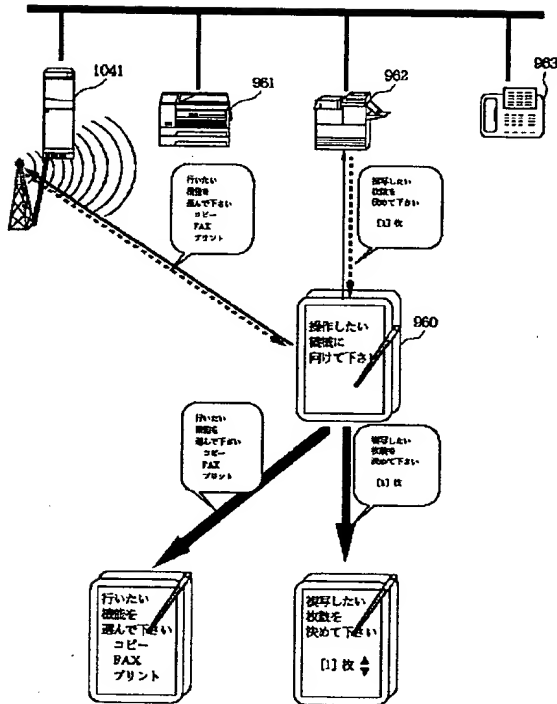 1041
961
962
963
行いたい
機能を
選んで下さい
コピー
FAX
プリント
複写したい
枚数を
決めて下さい
[1] 枚
操作したい
機械に
向けて下さい
960
行いたい
機能を
選んで下さい
コピー
FAX
プリント
複写したい
枚数を
決めて下さい
[1] 枚
行いたい
機能を
選んで下さい
コピー
FAX
プリント
複写したい
枚数を
決めて下さい
[1] 枚